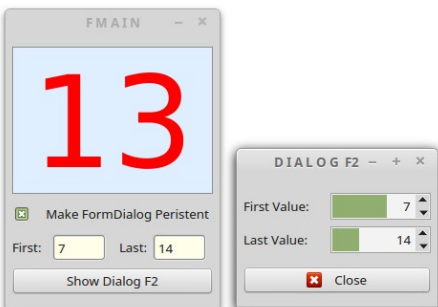 FMAIN
13
Make FormDialog Peristent
First: 7 Last: 14
Show Dialog F2
DIALOG F2
First Value: 7
Last Value: 14
Close